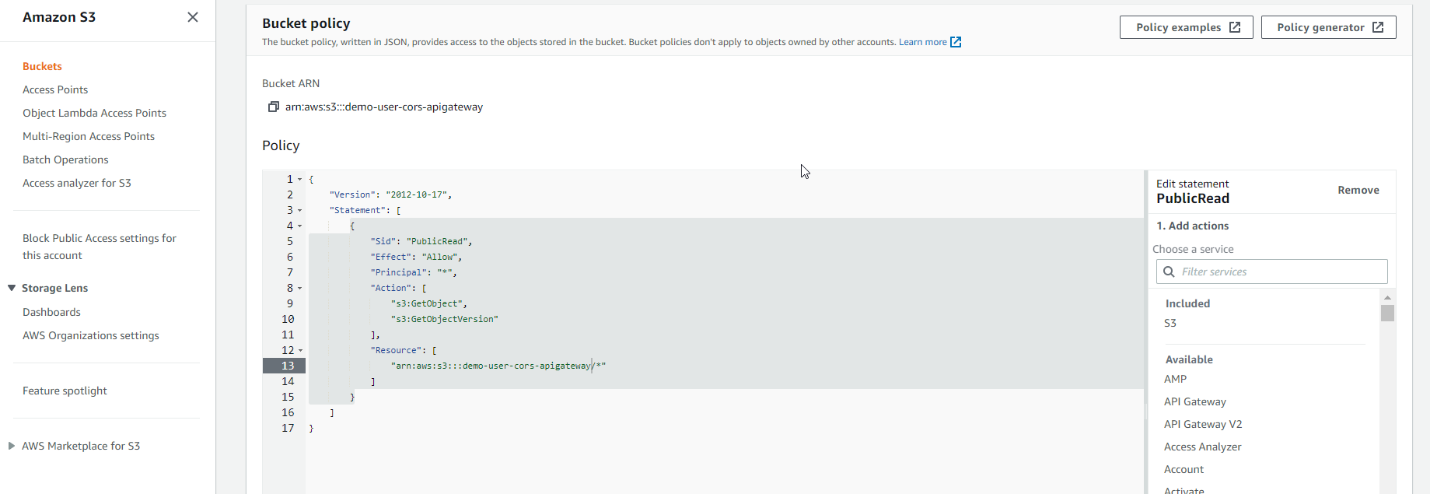 Amazon S3
Buckets
Access Points
Object Lambda Access Points
Multi-Region Access Points
Batch Operations
Access analyzer for S3
Block Public Access settings for
this account
Storage Lens
Dashboards
AWS Organizations settings
Feature spotlight
AWS Marketplace for S3
Bucket policy
The bucket policy, written in JSON, provides access to the objects stored in the bucket. Bucket policies don't apply to objects owned by other accounts. Learn more
Policy examples
Policy generator
Bucket ARN
arn:aws:s3:::demo-user-cors-apigateway
Policy
1 {
2 "Version": "2012-10-17",
3 "Statement": [
4 {
5 "Sid": "PublicRead",
6 "Effect": "Allow",
7 "Principal": "*",
8 "Action": [
9 "s3:GetObject",
10 "s3:GetObjectVersion"
11 ],
12 "Resource": [
13 "arn:aws:s3:::demo-user-cors-apigateway/*"
14 ]
15 }
16 ]
17 }
Edit statement
Remove
PublicRead
1. Add actions
Choose a service
Filter services
Included
S3
Available
AMP
API Gateway
API Gateway V2
Access Analyzer
Account
Activate